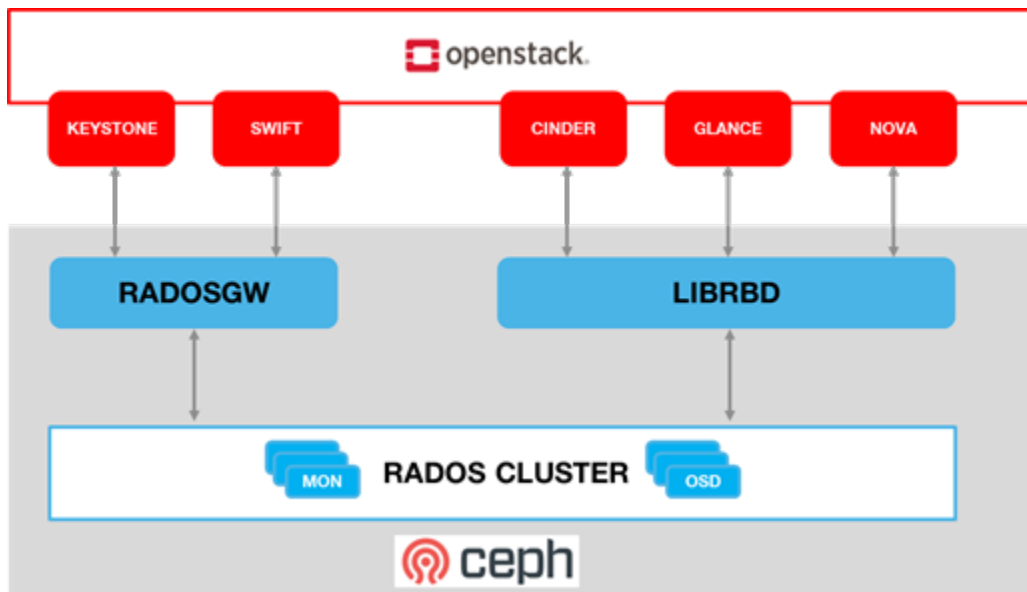 openstack.
KEYSTONE
SWIFT
CINDER
GLANCE
NOVA
RADOSGW
LIBRBD
MON
RADOS CLUSTER
OSD
ceph